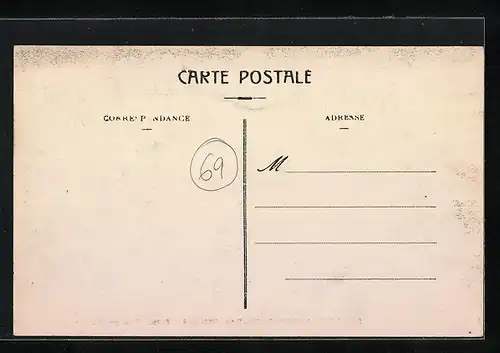 CARTE POSTALE
CORRESPONDANCE
ADRESSE
69
M